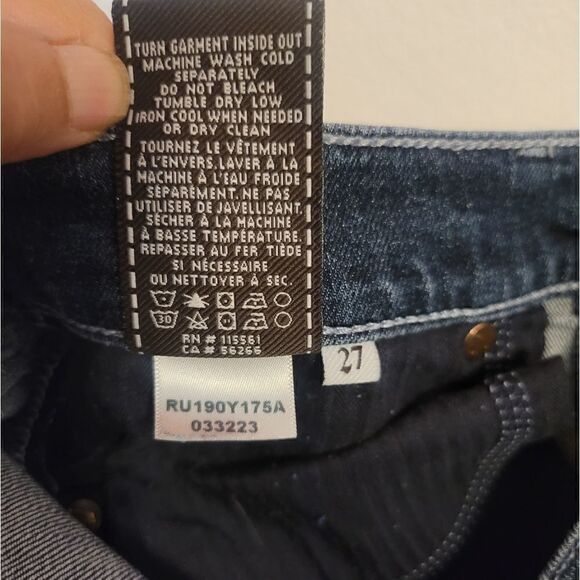 TURN GARMENT INSIDE OUT
MACHINE WASH COLD
SEPARATELY
DO NOT BLEACH
TUMBLE DRY LOW
IRON COOL WHEN NEEDED
OR DRY CLEAN
TOURNEZ LE VÊTEMENT
À L'ENVERS.LAVER À LA
MACHINE À L'EAU FROIDE
SÉPARÉMENT. NE PAS
UTILISER DE JAVELLISANT.
SÉCHER À LA MACHINE
À BASSE TEMPÉRATURE.
REPASSER AU FER TIÈDE
SI NÉCESSAIRE
OU NETTOYER À SEC.
30
RN # 115561
CA # 56266
27
RU190Y175A
033223